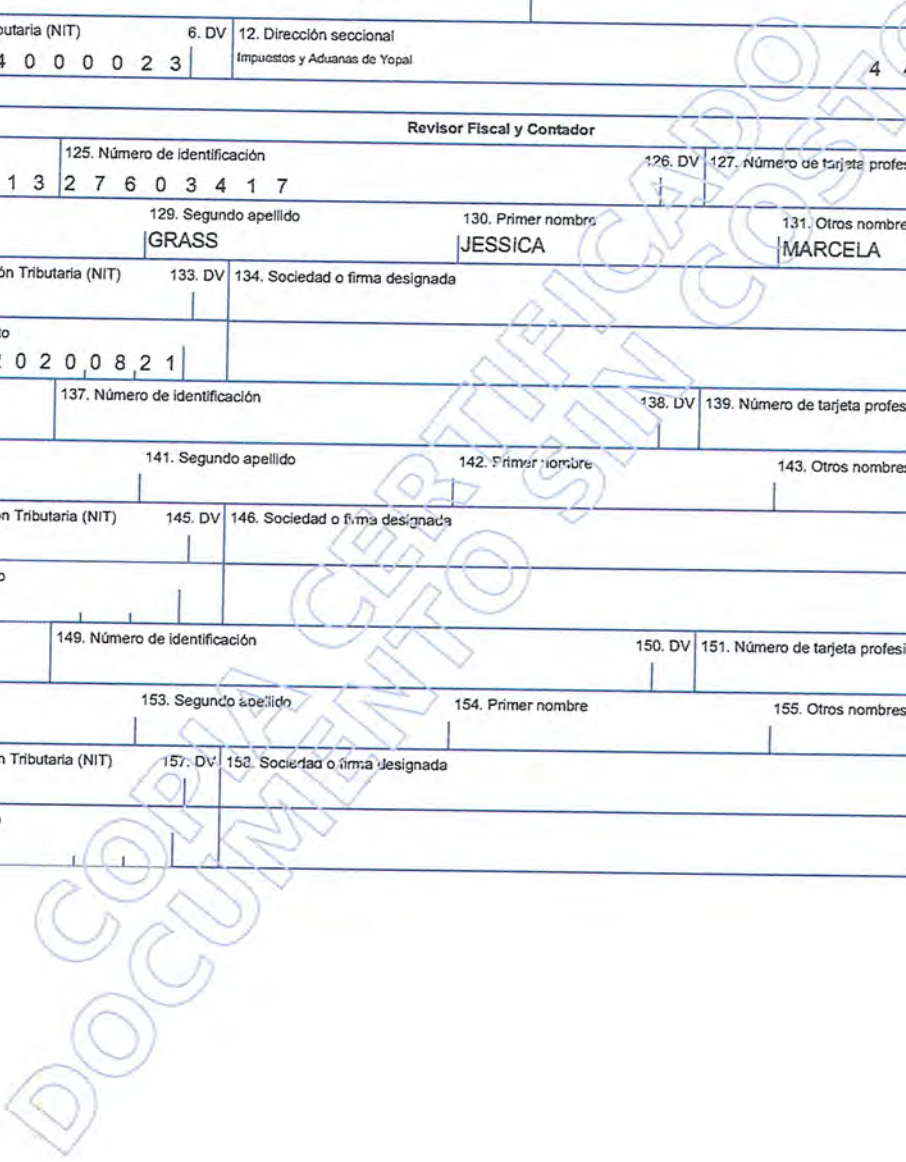 butaria (NIT) 6. DV 12. Dirección seccional
4 0 0 0 0 2 3 Impuestos y Aduanas de Yopal 4
Revisor Fiscal y Contador
125. Número de identificación 126. DV 127. Número de tarjeta profes
1 3 2 7 6 0 3 4 1 7
129. Segundo apellido 130. Primer nombre 131. Otros nombre
GRASS JESSICA MARCELA
ón Tributaria (NIT) 133. DV 134. Sociedad o firma designada
to
2 0 2 0 0 8 2 1
137. Número de identificación 138. DV 139. Número de tarjeta profes
141. Segundo apellido 142. Primer nombre 143. Otros nombres
ón Tributaria (NIT) 145. DV 146. Sociedad o firma designada
o
149. Número de identificación 150. DV 151. Número de tarjeta profesi
153. Segundo apellido 154. Primer nombre 155. Otros nombres
n Tributaria (NIT) 157. DV 158. Sociedad o firma designada
COPIA CERTIFICADO
DOCUMENTO SIN COSTO